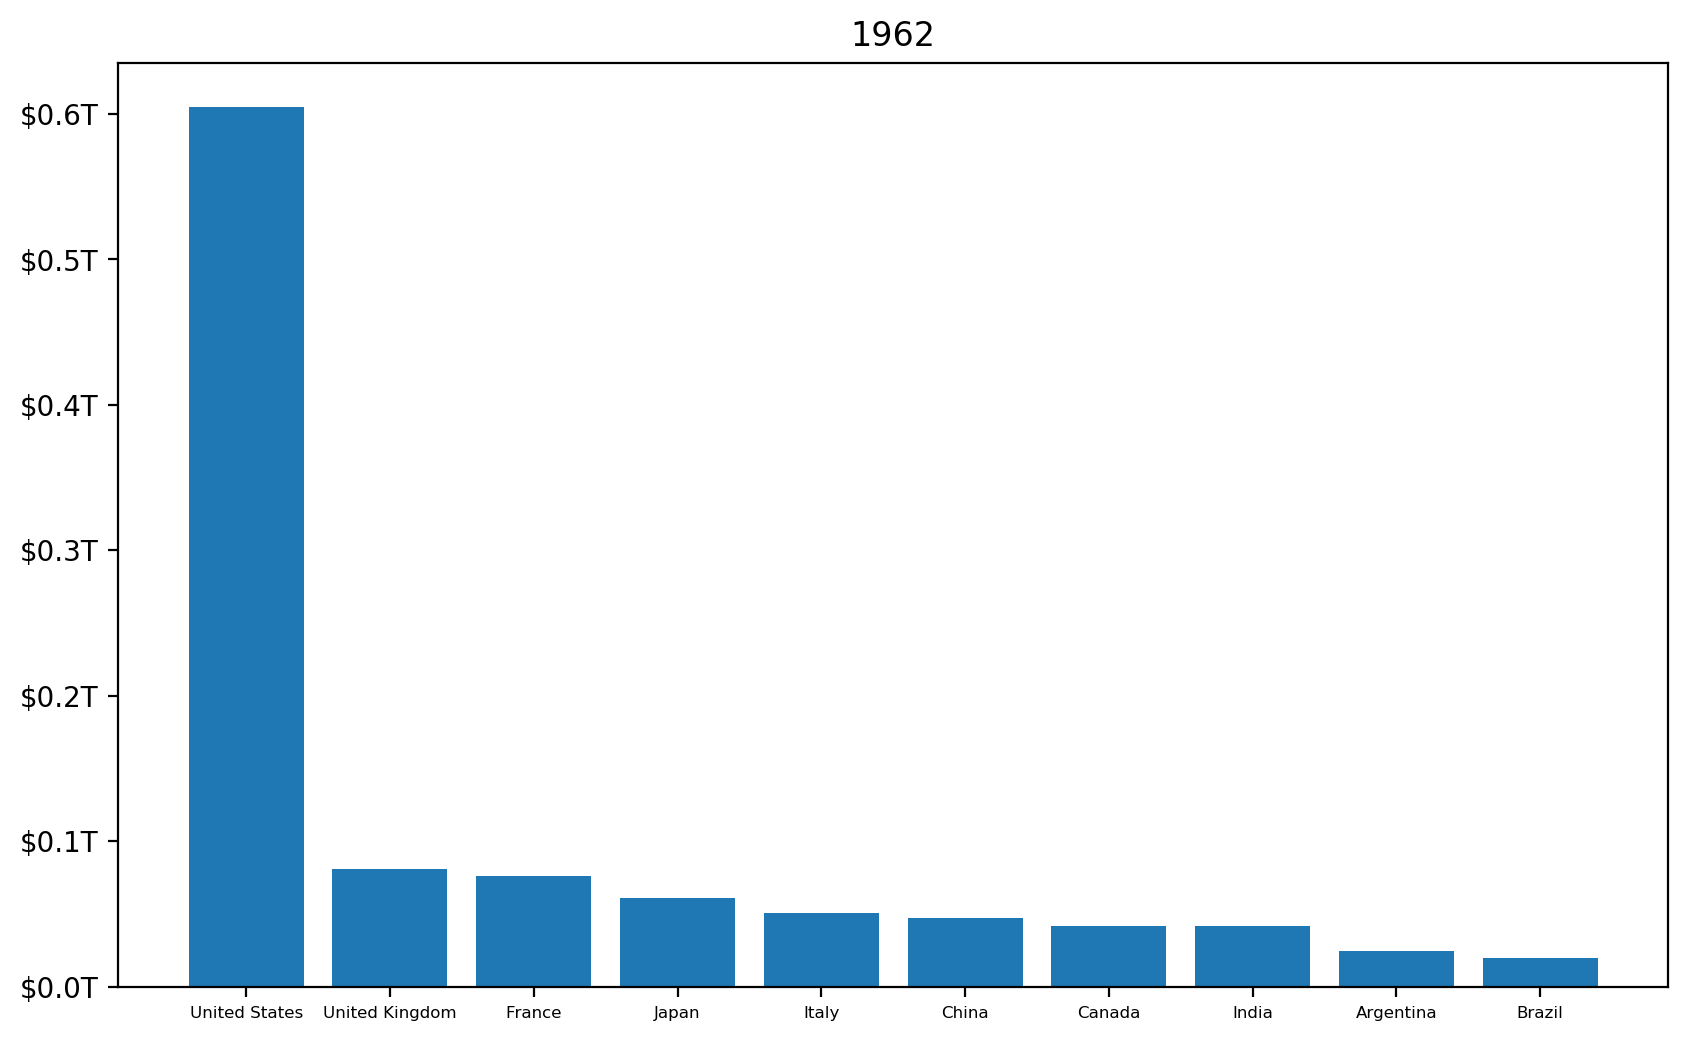 1962
$0.6T
$0.5T
$0.4T
$0.3T
$0.2T
$0.1T
$0.0T
United States United Kingdom France Japan Italy China Canada India Argentina Brazil